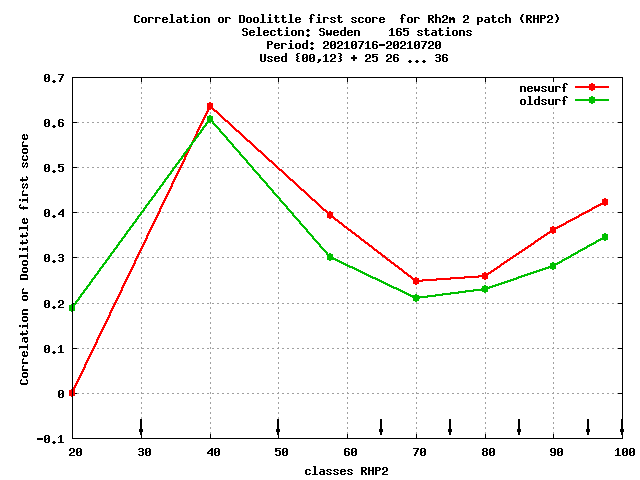 Correlation or Doolittle first score  for Rh2m 2 patch (RHP2)
Selection: Sweden    165 stations
Period: 20210716-20210720
Used {00,12} + 25 26 ... 36
newsurf
oldsurf
Correlation or Doolittle first score
0.7
0.6
0.5
0.4
0.3
0.2
0.1
0
-0.1
20 30 40 50 60 70 80 90 100
classes RHP2